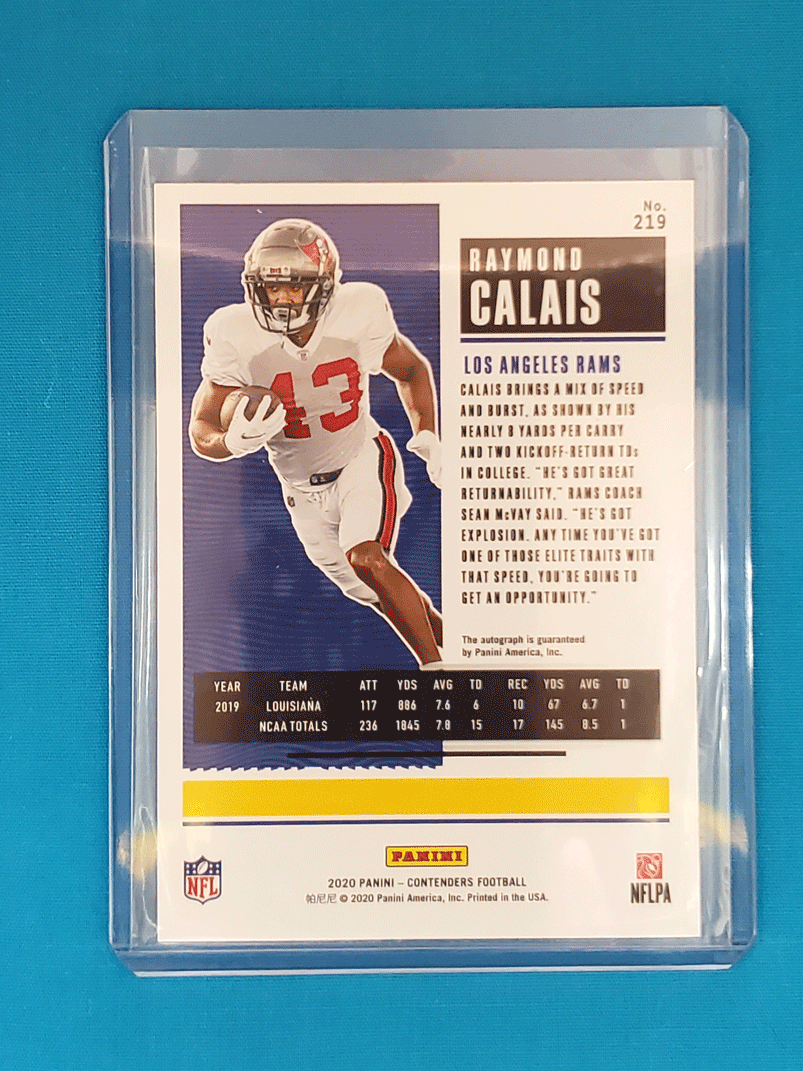 No.
219
RAYMOND
CALAIS
LOS ANGELES RAMS
CALAIS BRINGS A MIX OF SPEED
AND BURST, AS SHOWN BY HIS
NEARLY 8 YARDS PER CARRY
AND TWO KICKOFF-RETURN TDs
IN COLLEGE. "HE'S GOT GREAT
RETURNABILITY," RAMS COACH
SEAN McVAY SAID. "HE'S GOT
EXPLOSION. ANY TIME YOU'VE GOT
ONE OF THOSE ELITE TRAITS WITH
THAT SPEED, YOU'RE GOING TO
GET AN OPPORTUNITY."
43
The autograph is guaranteed
by Panini America, Inc.
YEAR TEAM ATT YDS AVG TD REC YDS AVG TD
2019 LOUISIANA 117 886 7.6 6 10 67 6.7 1
NCAA TOTALS 236 1845 7.8 15 17 145 8.5 1
PANINI
NFL
2020 PANINI – CONTENDERS FOOTBALL
帕尼尼 © 2020 Panini America, Inc. Printed in the USA.
NFLPA